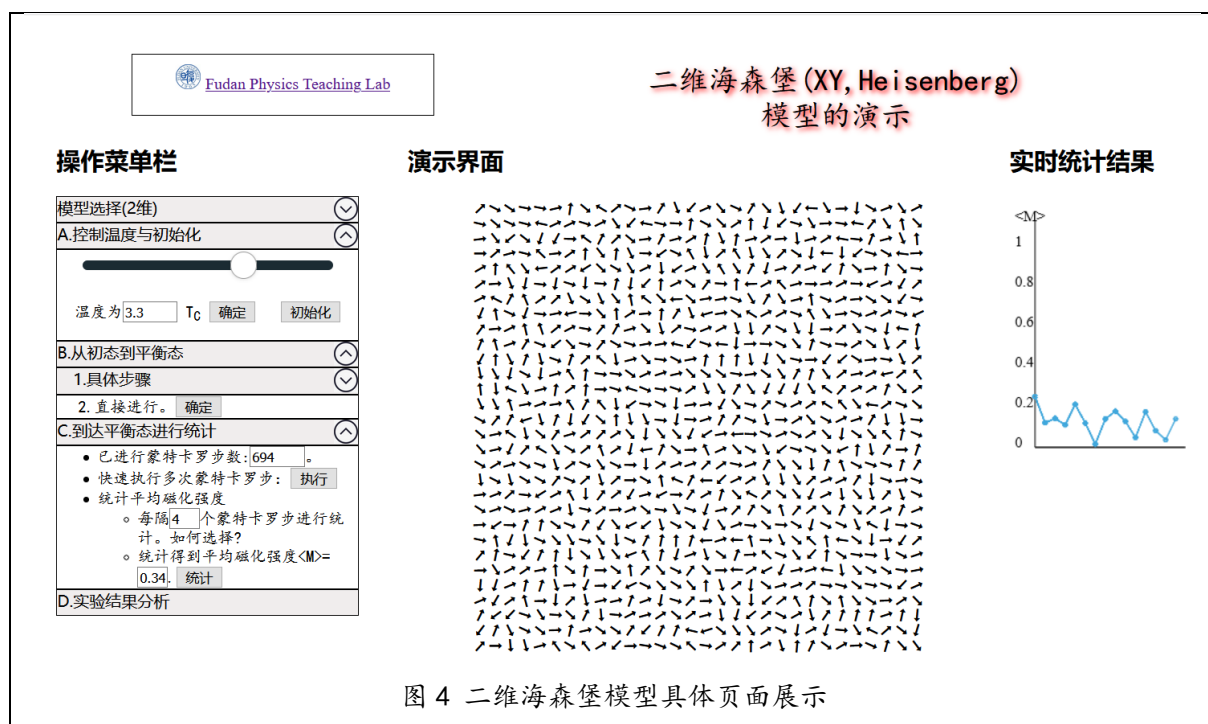 Fudan Physics Teaching Lab
二维海森堡(XY,Heisenberg)
模型的演示
操作菜单栏
演示界面
实时统计结果
模型选择(2维)
A.控制温度与初始化
温度为 3.3 TC 确定 初始化
B.从初态到平衡态
1.具体步骤
2.直接进行。 确定
C.到达平衡态进行统计
已进行蒙特卡罗步数: 694 。
快速执行多次蒙特卡罗步: 执行
统计平均磁化强度
每隔 4 个蒙特卡罗步进行统
计。如何选择?
统计得到平均磁化强度<M>=
0.34 . 统计
D.实验结果分析
<M>
1
0.8
0.6
0.4
0.2
0
图 4 二维海森堡模型具体页面展示